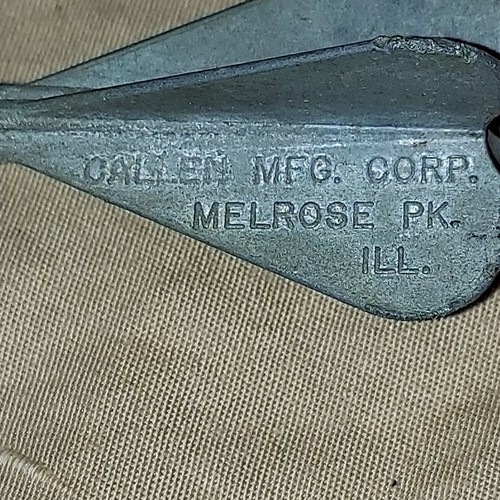 CALLEN MFG. CORP.
MELROSE PK.
ILL.